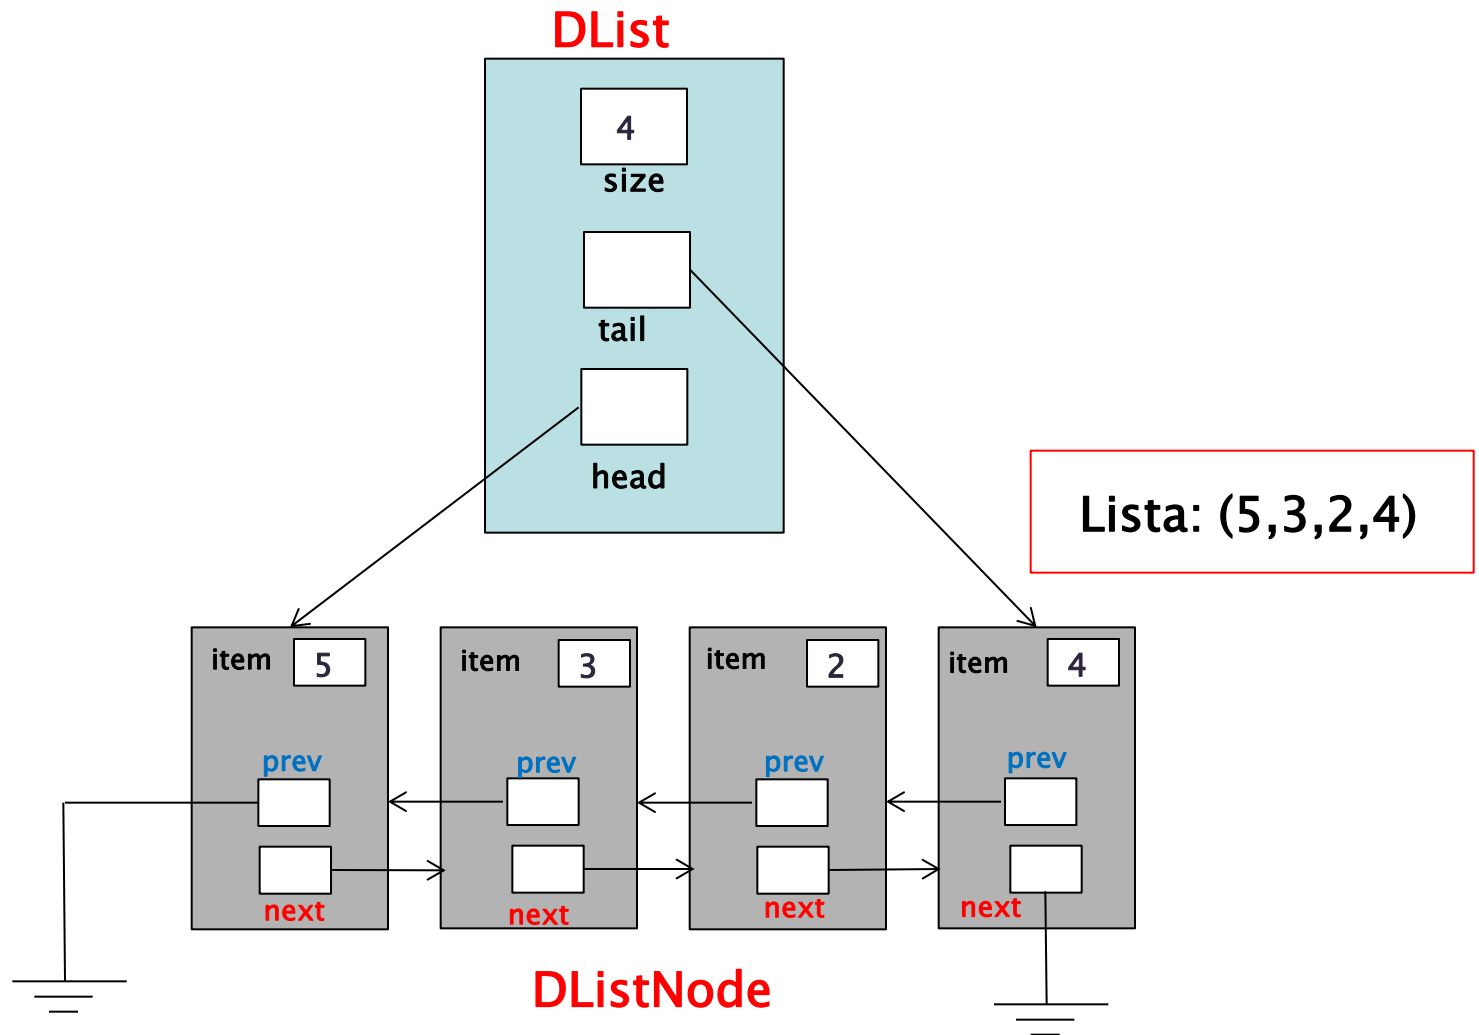 DList
4
size
tail
head
Lista: (5,3,2,4)
item 5
item 3
item 2
item 4
prev
prev
prev
prev
next
next
next
next
DListNode